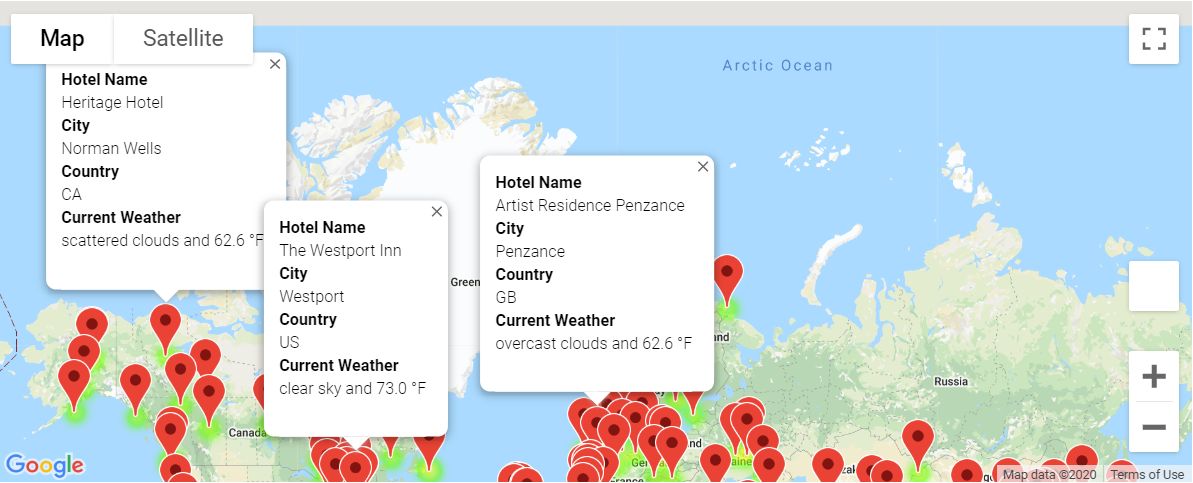 Map
Satellite
Arctic Ocean
Hotel Name
Heritage Hotel
City
Norman Wells
Country
CA
Current Weather
scattered clouds and 62.6 °F
Hotel Name
The Westport Inn
City
Westport
Country
US
Current Weather
clear sky and 73.0 °F
Hotel Name
Artist Residence Penzance
City
Penzance
Country
GB
Current Weather
overcast clouds and 62.6 °F
Russia
Canada
Google
Map data ©2020
Terms of Use